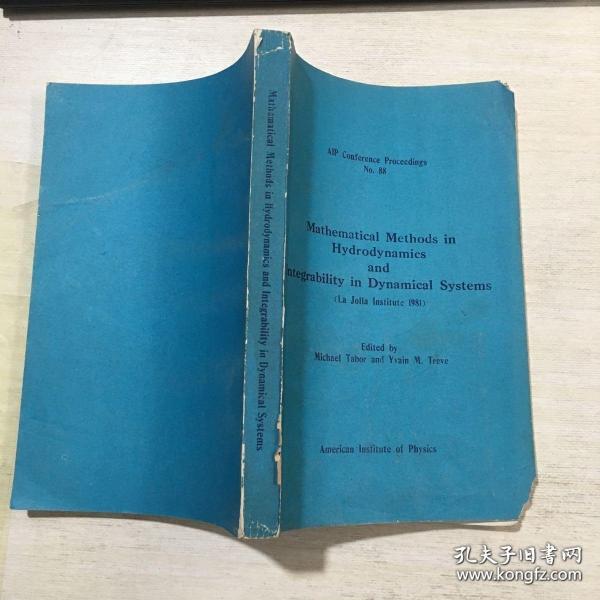 Mathematical Methods in Hydrodynamics and Integrability in Dynamical Systems
AIP Conference Proceedings
No. 88
Mathematical Methods in
Hydrodynamics
and
ntegrability in Dynamical Systems
(La Jolla Institute 1981)
Edited by
Michael Tabor and Yvain M. Treve
American Institute of Physics
孔夫子旧书网
www.kongfz.com